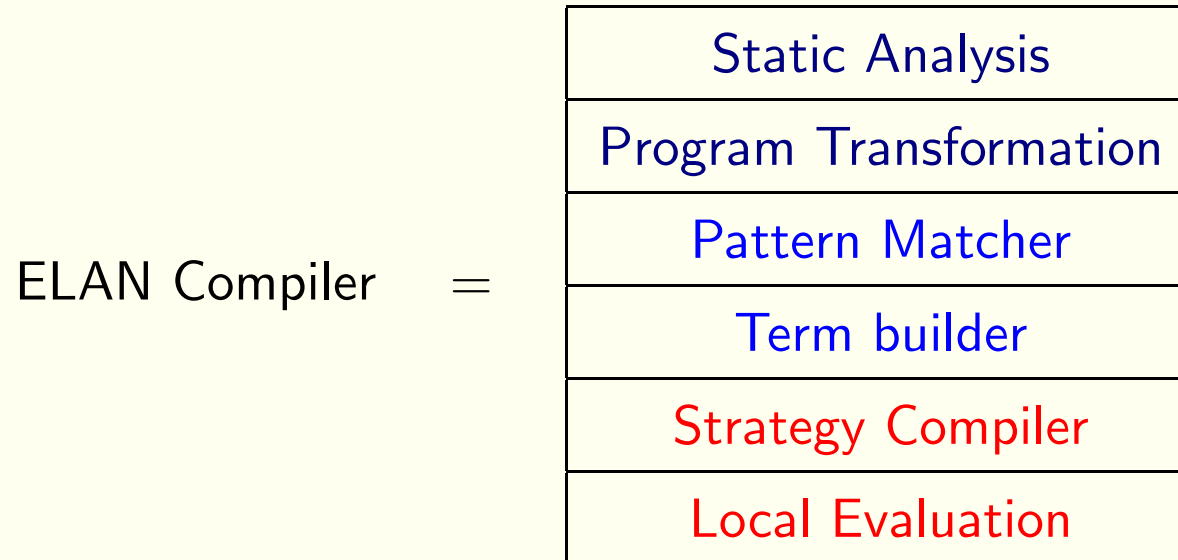 Static Analysis
Program Transformation
Pattern Matcher
ELAN Compiler =
Term builder
Strategy Compiler
Local Evaluation